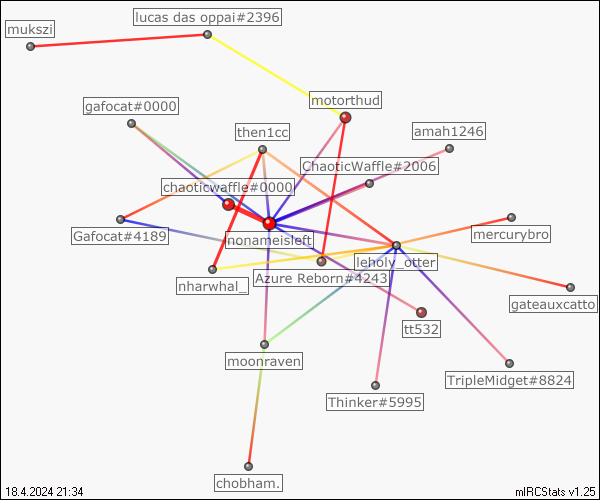 lucas das oppai#2396
mukszi
motorthud
gafocat#0000
then1cc
amah1246
ChaoticWaffle#2006
chaoticwaffle#0000
Gafocat#4189
nonameisleft
mercurybro
leholy_otter
Azure Reborn#4243
nharwhal_
gateauxcatto
tt532
moonraven
TripleMidget#8824
Thinker#5995
chobham.
18.4.2024 21:34
mIRCStats v1.25